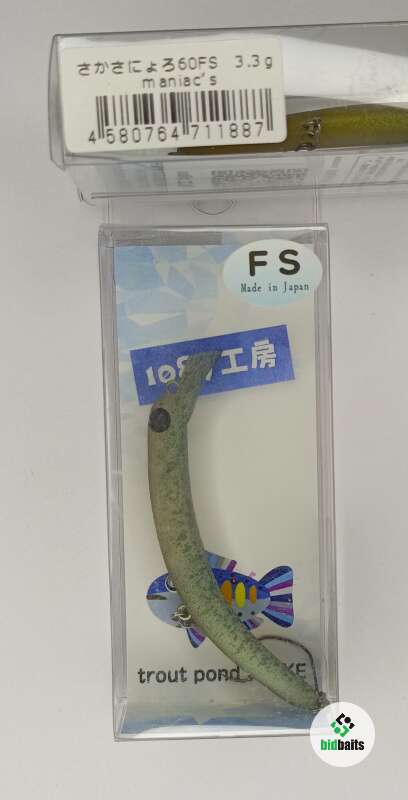 さかさにょろ60FS 3.3g
maniac's
4 580764 711887
FS
Made in Japan
工房
trout pond
bidbaits